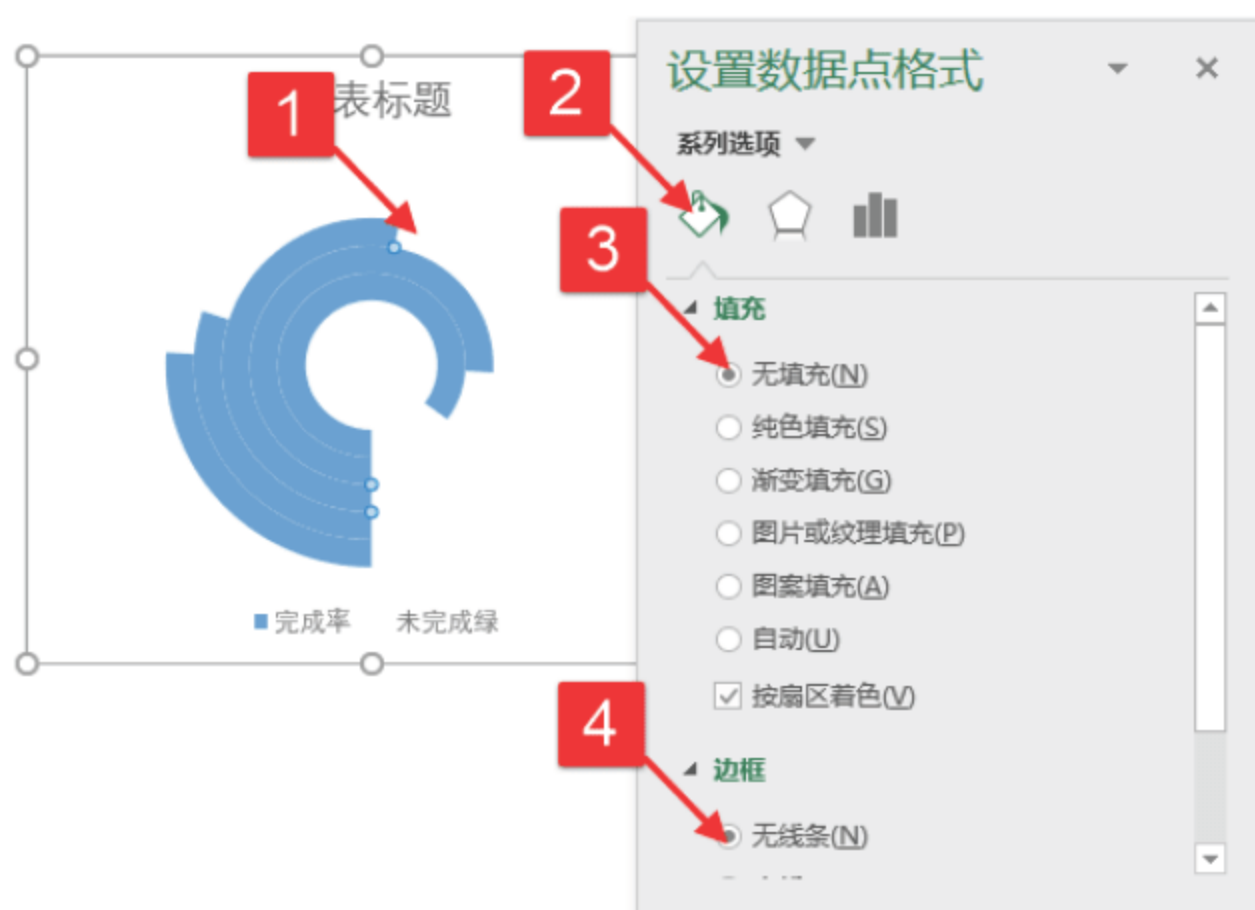 设置数据点格式
1
表标题
2
系列选项
3
填充
无填充(N)
纯色填充(S)
渐变填充(G)
图片或纹理填充(P)
图案填充(A)
自动(U)
按扇区着色(V)
完成率 未完成绿
4
边框
无线条(N)